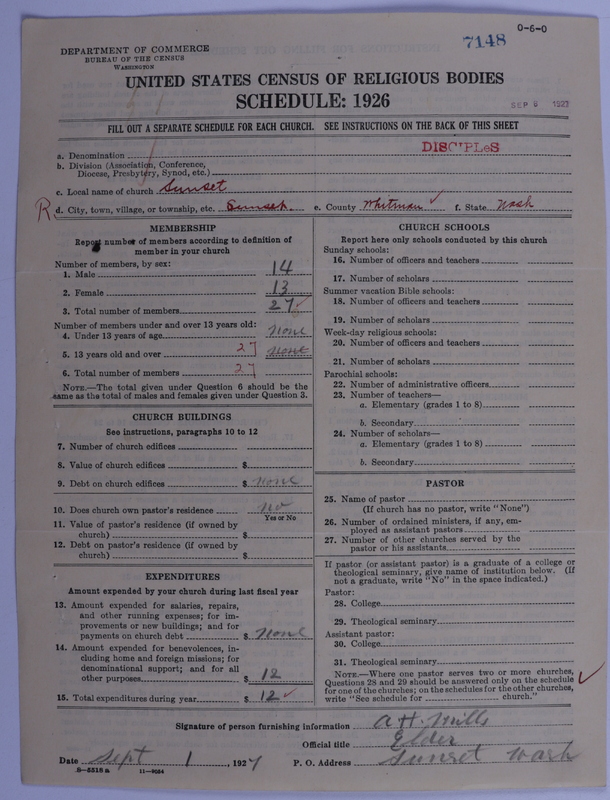 0-6-0
7148
DEPARTMENT OF COMMERCE
BUREAU OF THE CENSUS
WASHINGTON
UNITED STATES CENSUS OF RELIGIOUS BODIES
SCHEDULE: 1926
SEP 6 1927
FILL OUT A SEPARATE SCHEDULE FOR EACH CHURCH. SEE INSTRUCTIONS ON THE BACK OF THIS SHEET
a. Denomination DISCIPLES
b. Division (Association, Conference, Diocese, Presbytery, Synod, etc.)
c. Local name of church Sunset
R d. City, town, village, or township, etc. Sunset e. County Whitman f. State Wash
MEMBERSHIP
Report number of members according to definition of
member in your church
Number of members, by sex:
1. Male 14
2. Female 13
3. Total number of members 27
Number of members under and over 13 years old:
4. Under 13 years of age None
5. 13 years old and over 27 None
6. Total number of members 27
NOTE.—The total given under Question 6 should be the
same as the total of males and females given under Question 3.
CHURCH BUILDINGS
See instructions, paragraphs 10 to 12
7. Number of church edifices
8. Value of church edifices $
9. Debt on church edifices $ None
10. Does church own pastor's residence No
Yes or No
11. Value of pastor's residence (if owned by
church) $
12. Debt on pastor's residence (if owned by
church) $
EXPENDITURES
Amount expended by your church during last fiscal year
13. Amount expended for salaries, repairs,
and other running expenses; for im-
provements or new buildings; and for
payments on church debt $ None
14. Amount expended for benevolences, in-
cluding home and foreign missions; for
denominational support; and for all
other purposes $ 12
15. Total expenditures during year $ 12
CHURCH SCHOOLS
Report here only schools conducted by this church
Sunday schools:
16. Number of officers and teachers
17. Number of scholars
Summer vacation Bible schools:
18. Number of officers and teachers
19. Number of scholars
Week-day religious schools:
20. Number of officers and teachers
21. Number of scholars
Parochial schools:
22. Number of administrative officers
23. Number of teachers—
a. Elementary (grades 1 to 8)
b. Secondary
24. Number of scholars—
a. Elementary (grades 1 to 8)
b. Secondary
PASTOR
25. Name of pastor
(If church has no pastor, write "None")
26. Number of ordained ministers, if any, em-
ployed as assistant pastors
27. Number of other churches served by the
pastor or his assistants
If pastor (or assistant pastor) is a graduate of a college or
theological seminary, give name of institution below. (If
not a graduate, write "No" in the space indicated.)
Pastor:
28. College
29. Theological seminary
Assistant pastor:
30. College
31. Theological seminary
NOTE.—Where one pastor serves two or more churches,
Questions 28 and 29 should be answered only on the schedule
for one of the churches; on the schedules for the other churches,
write "See schedule for church."
Signature of person furnishing information A H. Mills
Official title Elder
Date Sept 1, 1927 P. O. Address Sunset Wash
8-5518a 11-9054